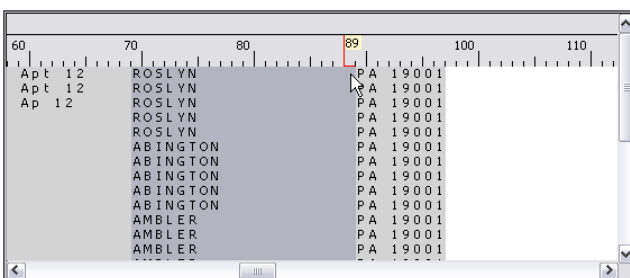 60 70 80 89 100 110
Apt 12 ROSLYN PA 19001
Apt 12 ROSLYN PA 19001
Ap 12 ROSLYN PA 19001
ROSLYN PA 19001
ROSLYN PA 19001
ABINGTON PA 19001
ABINGTON PA 19001
ABINGTON PA 19001
ABINGTON PA 19001
ABINGTON PA 19001
AMBLER PA 19001
AMBLER PA 19001
AMBLER PA 19001